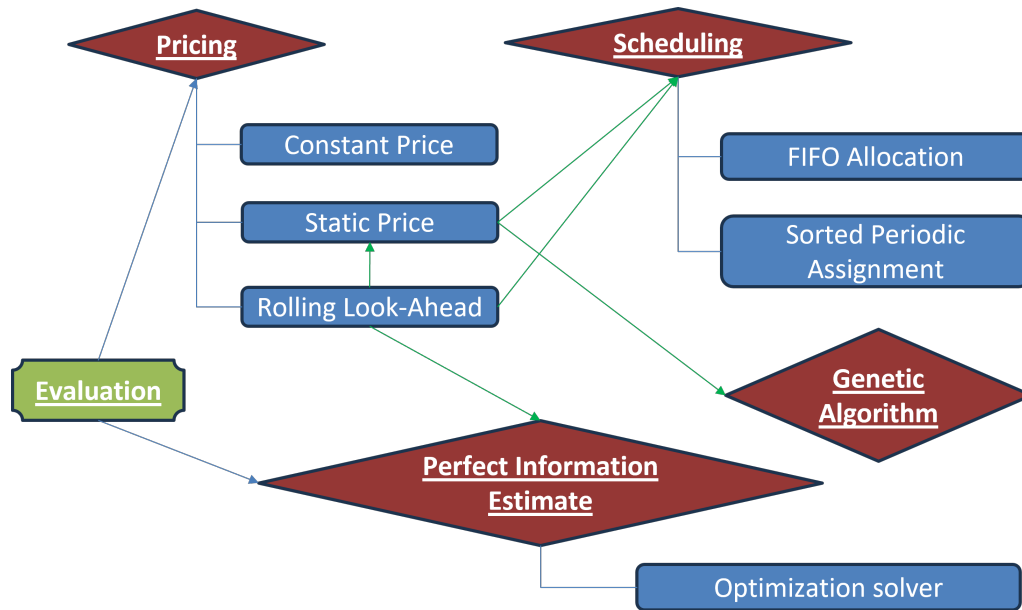 Pricing
Scheduling
Constant Price
FIFO Allocation
Static Price
Sorted Periodic
Assignment
Rolling Look-Ahead
Evaluation
Genetic
Algorithm
Perfect Information
Estimate
Optimization solver